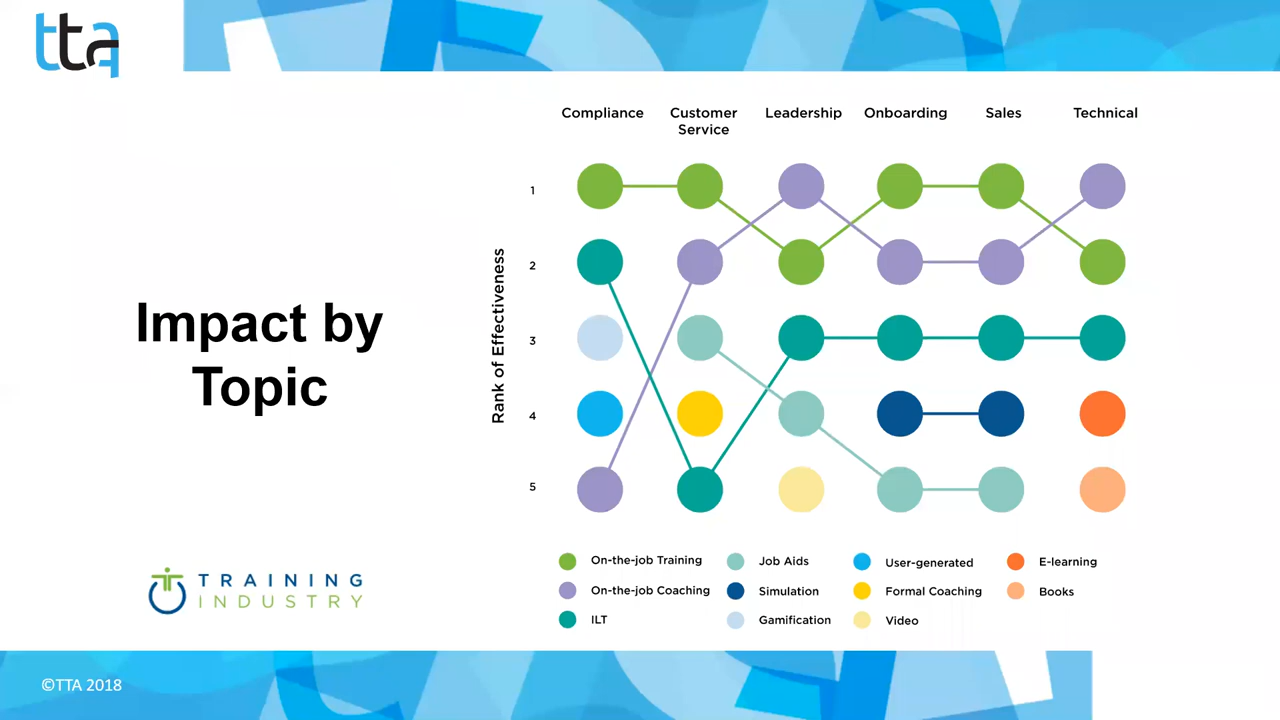 tta
Compliance
Customer
Service
Leadership
Onboarding
Sales
Technical
Rank of Effectiveness
1
2
3
4
5
Impact by
Topic
On-the-job Training
On-the-job Coaching
ILT
Job Aids
Simulation
Gamification
User-generated
Formal Coaching
Video
E-learning
Books
TRAINING
INDUSTRY
©TTA 2018